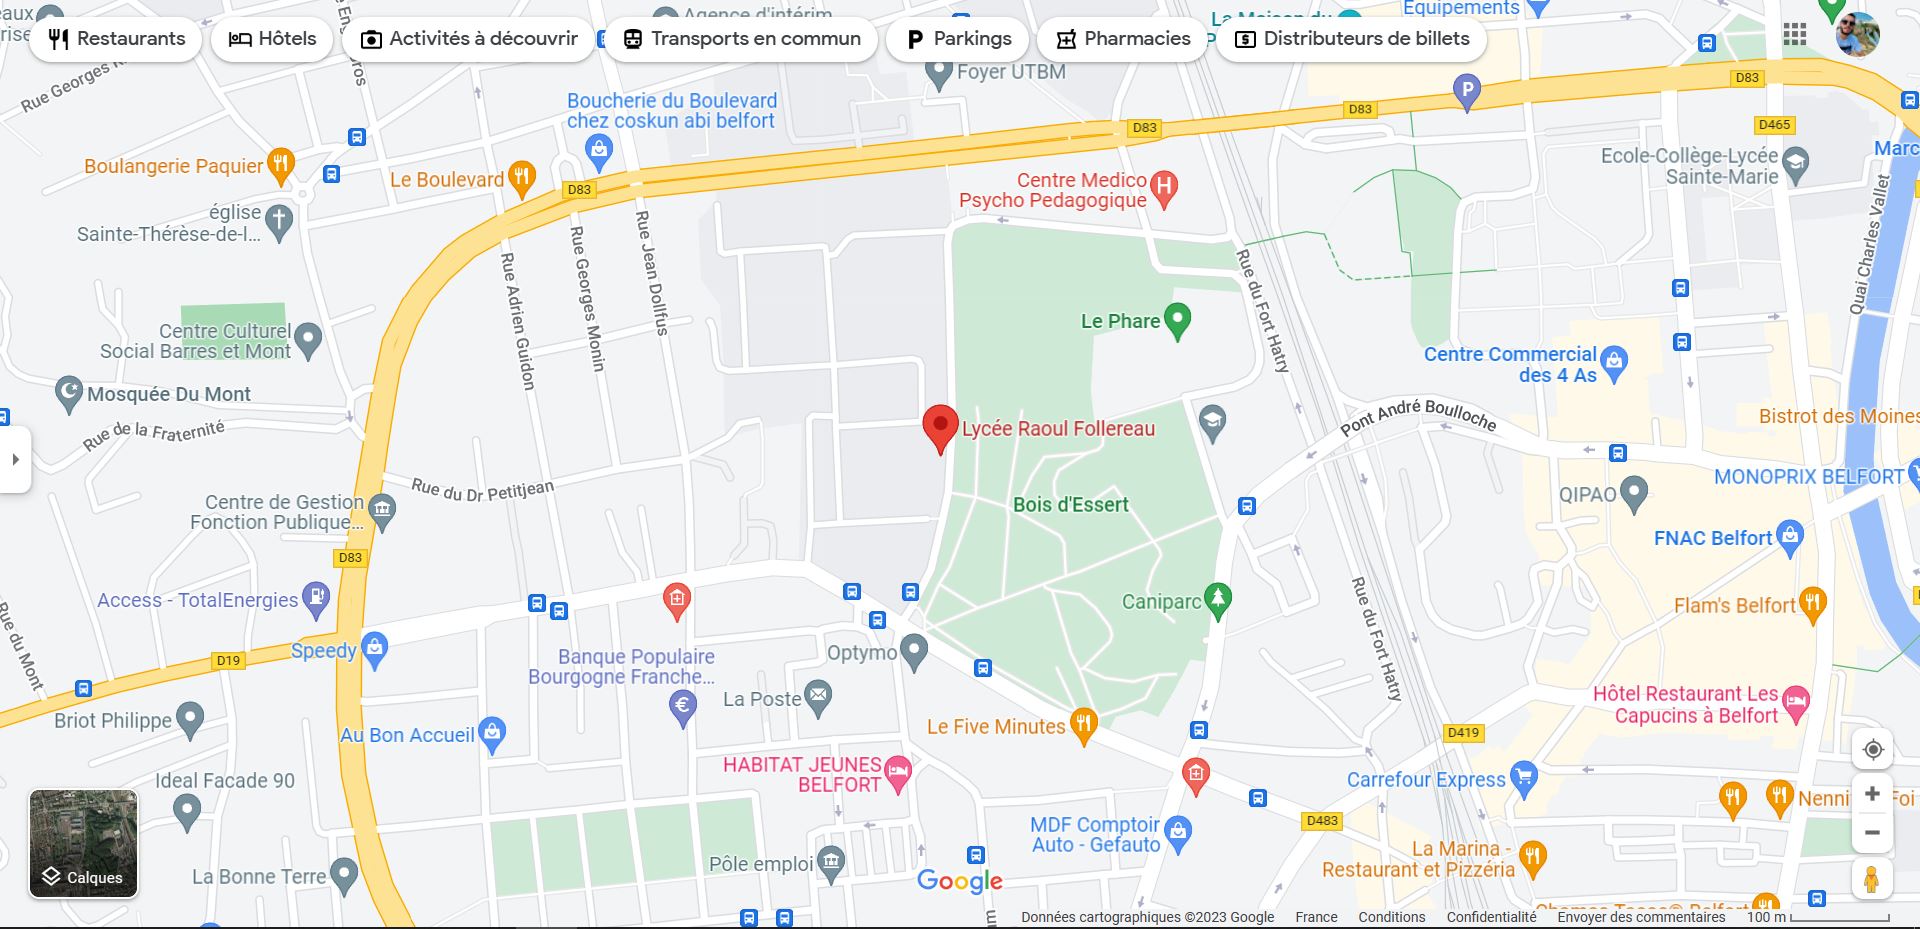 Restaurants
Hôtels
Activités à découvrir
Transports en commun
Parkings
Pharmacies
Distributeurs de billets
Agence d'intérim
La Maison du
Equipements
Foyer UTBM
Rue Georges
D83
D83
D83
D83
D83
D465
Boucherie du Boulevard
chez coskun abi belfort
Boulangerie Paquier
Le Boulevard
église
Sainte-Thérèse-de-l...
Centre Medico
Psycho Pedagogique
Ecole-Collège-Lycée
Sainte-Marie
Marc
Quai Charles Vallet
Rue Jean Dollfus
Rue Georges Monin
Rue Adrien Guidon
Rue du Fort Hatry
Centre Culturel
Social Barres et Mont
Le Phare
Centre Commercial
des 4 As
Mosquée Du Mont
Rue de la Fraternité
Lycée Raoul Follereau
Pont André Boulloche
Bistrot des Moines
MONOPRIX BELFORT
Rue du Dr Petitjean
Centre de Gestion
Fonction Publique...
Bois d'Essert
QIPAO
FNAC Belfort
D83
Access - TotalEnergies
Caniparc
Rue du Fort Hatry
Flam's Belfort
Rue du Mont
D19
Speedy
Banque Populaire
Bourgogne Franche...
Optymo
La Poste
Hôtel Restaurant Les
Capucins à Belfort
Briot Philippe
Au Bon Accueil
Le Five Minutes
D419
HABITAT JEUNES
BELFORT
Carrefour Express
Ideal Facade 90
Calques
D483
MDF Comptoir
Auto - Gefauto
La Marina -
Restaurant et Pizzéria
Pôle emploi
La Bonne Terre
Google
Données cartographiques ©2023 Google
France
Conditions
Confidentialité
Envoyer des commentaires
100 m